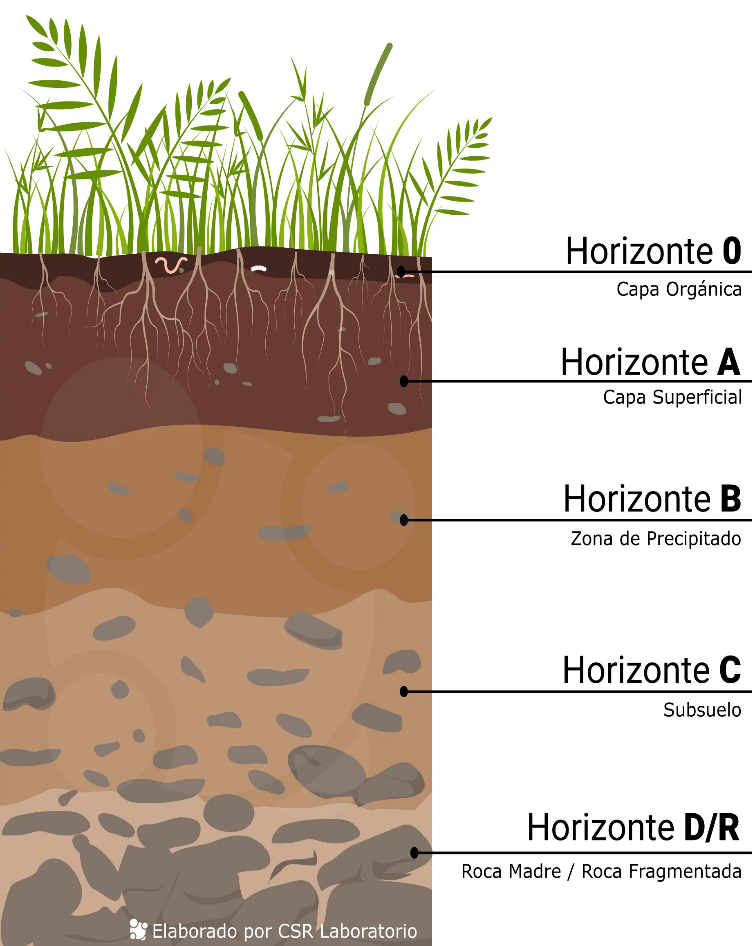 Horizonte 0
Capa Orgánica
Horizonte A
Capa Superficial
Horizonte B
Zona de Precipitado
Horizonte C
Subsuelo
Horizonte D/R
Roca Madre / Roca Fragmentada
Elaborado por CSR Laboratorio